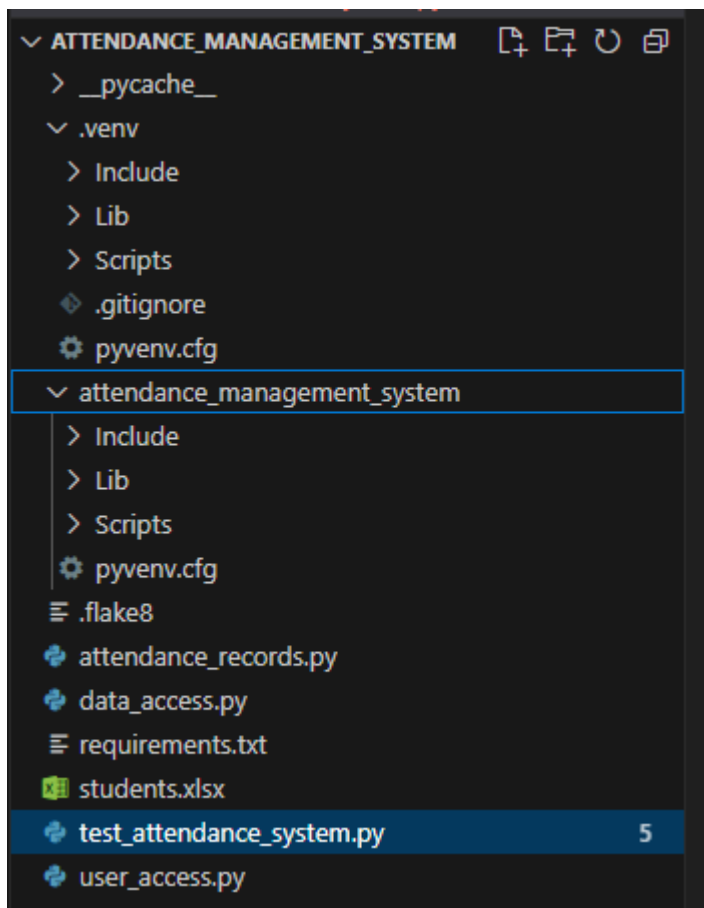 ATTENDANCE_MANAGEMENT_SYSTEM
__pycache__
.venv
Include
Lib
Scripts
.gitignore
pyvenv.cfg
attendance_management_system
Include
Lib
Scripts
pyvenv.cfg
.flake8
attendance_records.py
data_access.py
requirements.txt
students.xlsx
test_attendance_system.py 5
user_access.py